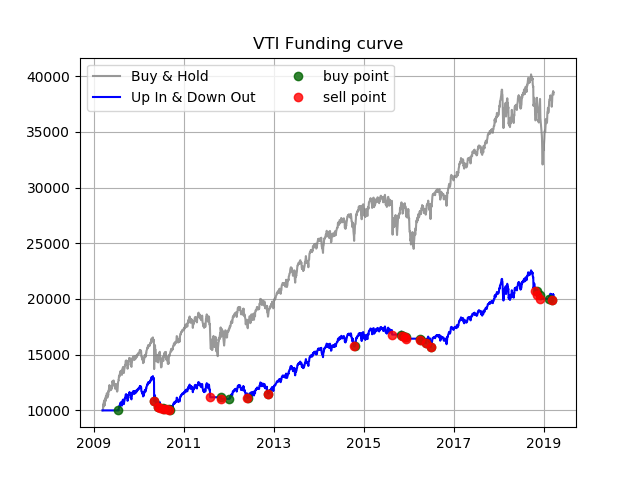 VTI Funding curve
Buy & Hold
Up In & Down Out
buy point
sell point
40000
35000
30000
25000
20000
15000
10000
2009 2011 2013 2015 2017 2019